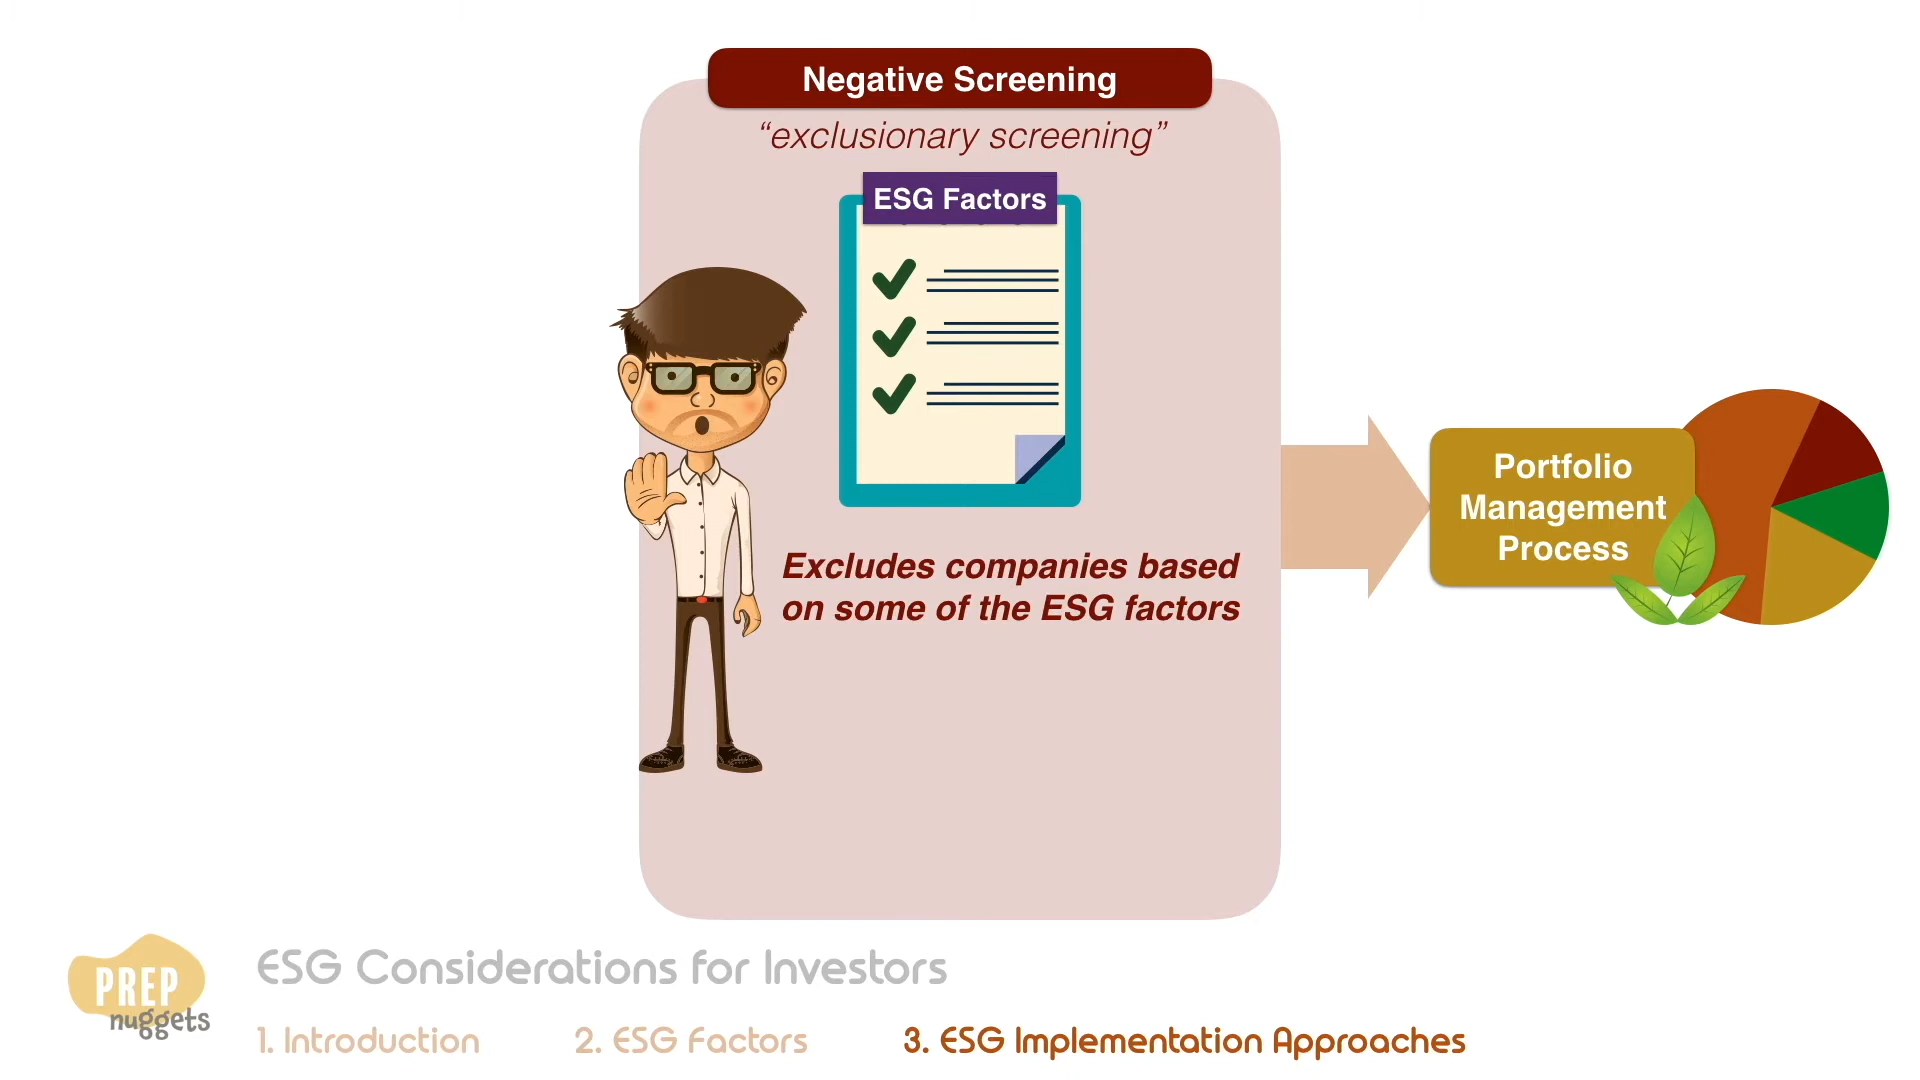 Negative Screening
“exclusionary screening”
ESG Factors
Excludes companies based
on some of the ESG factors
Portfolio
Management
Process
PREP
nuggets
ESG Considerations for Investors
1. Introduction
2. ESG Factors
3. ESG Implementation Approaches